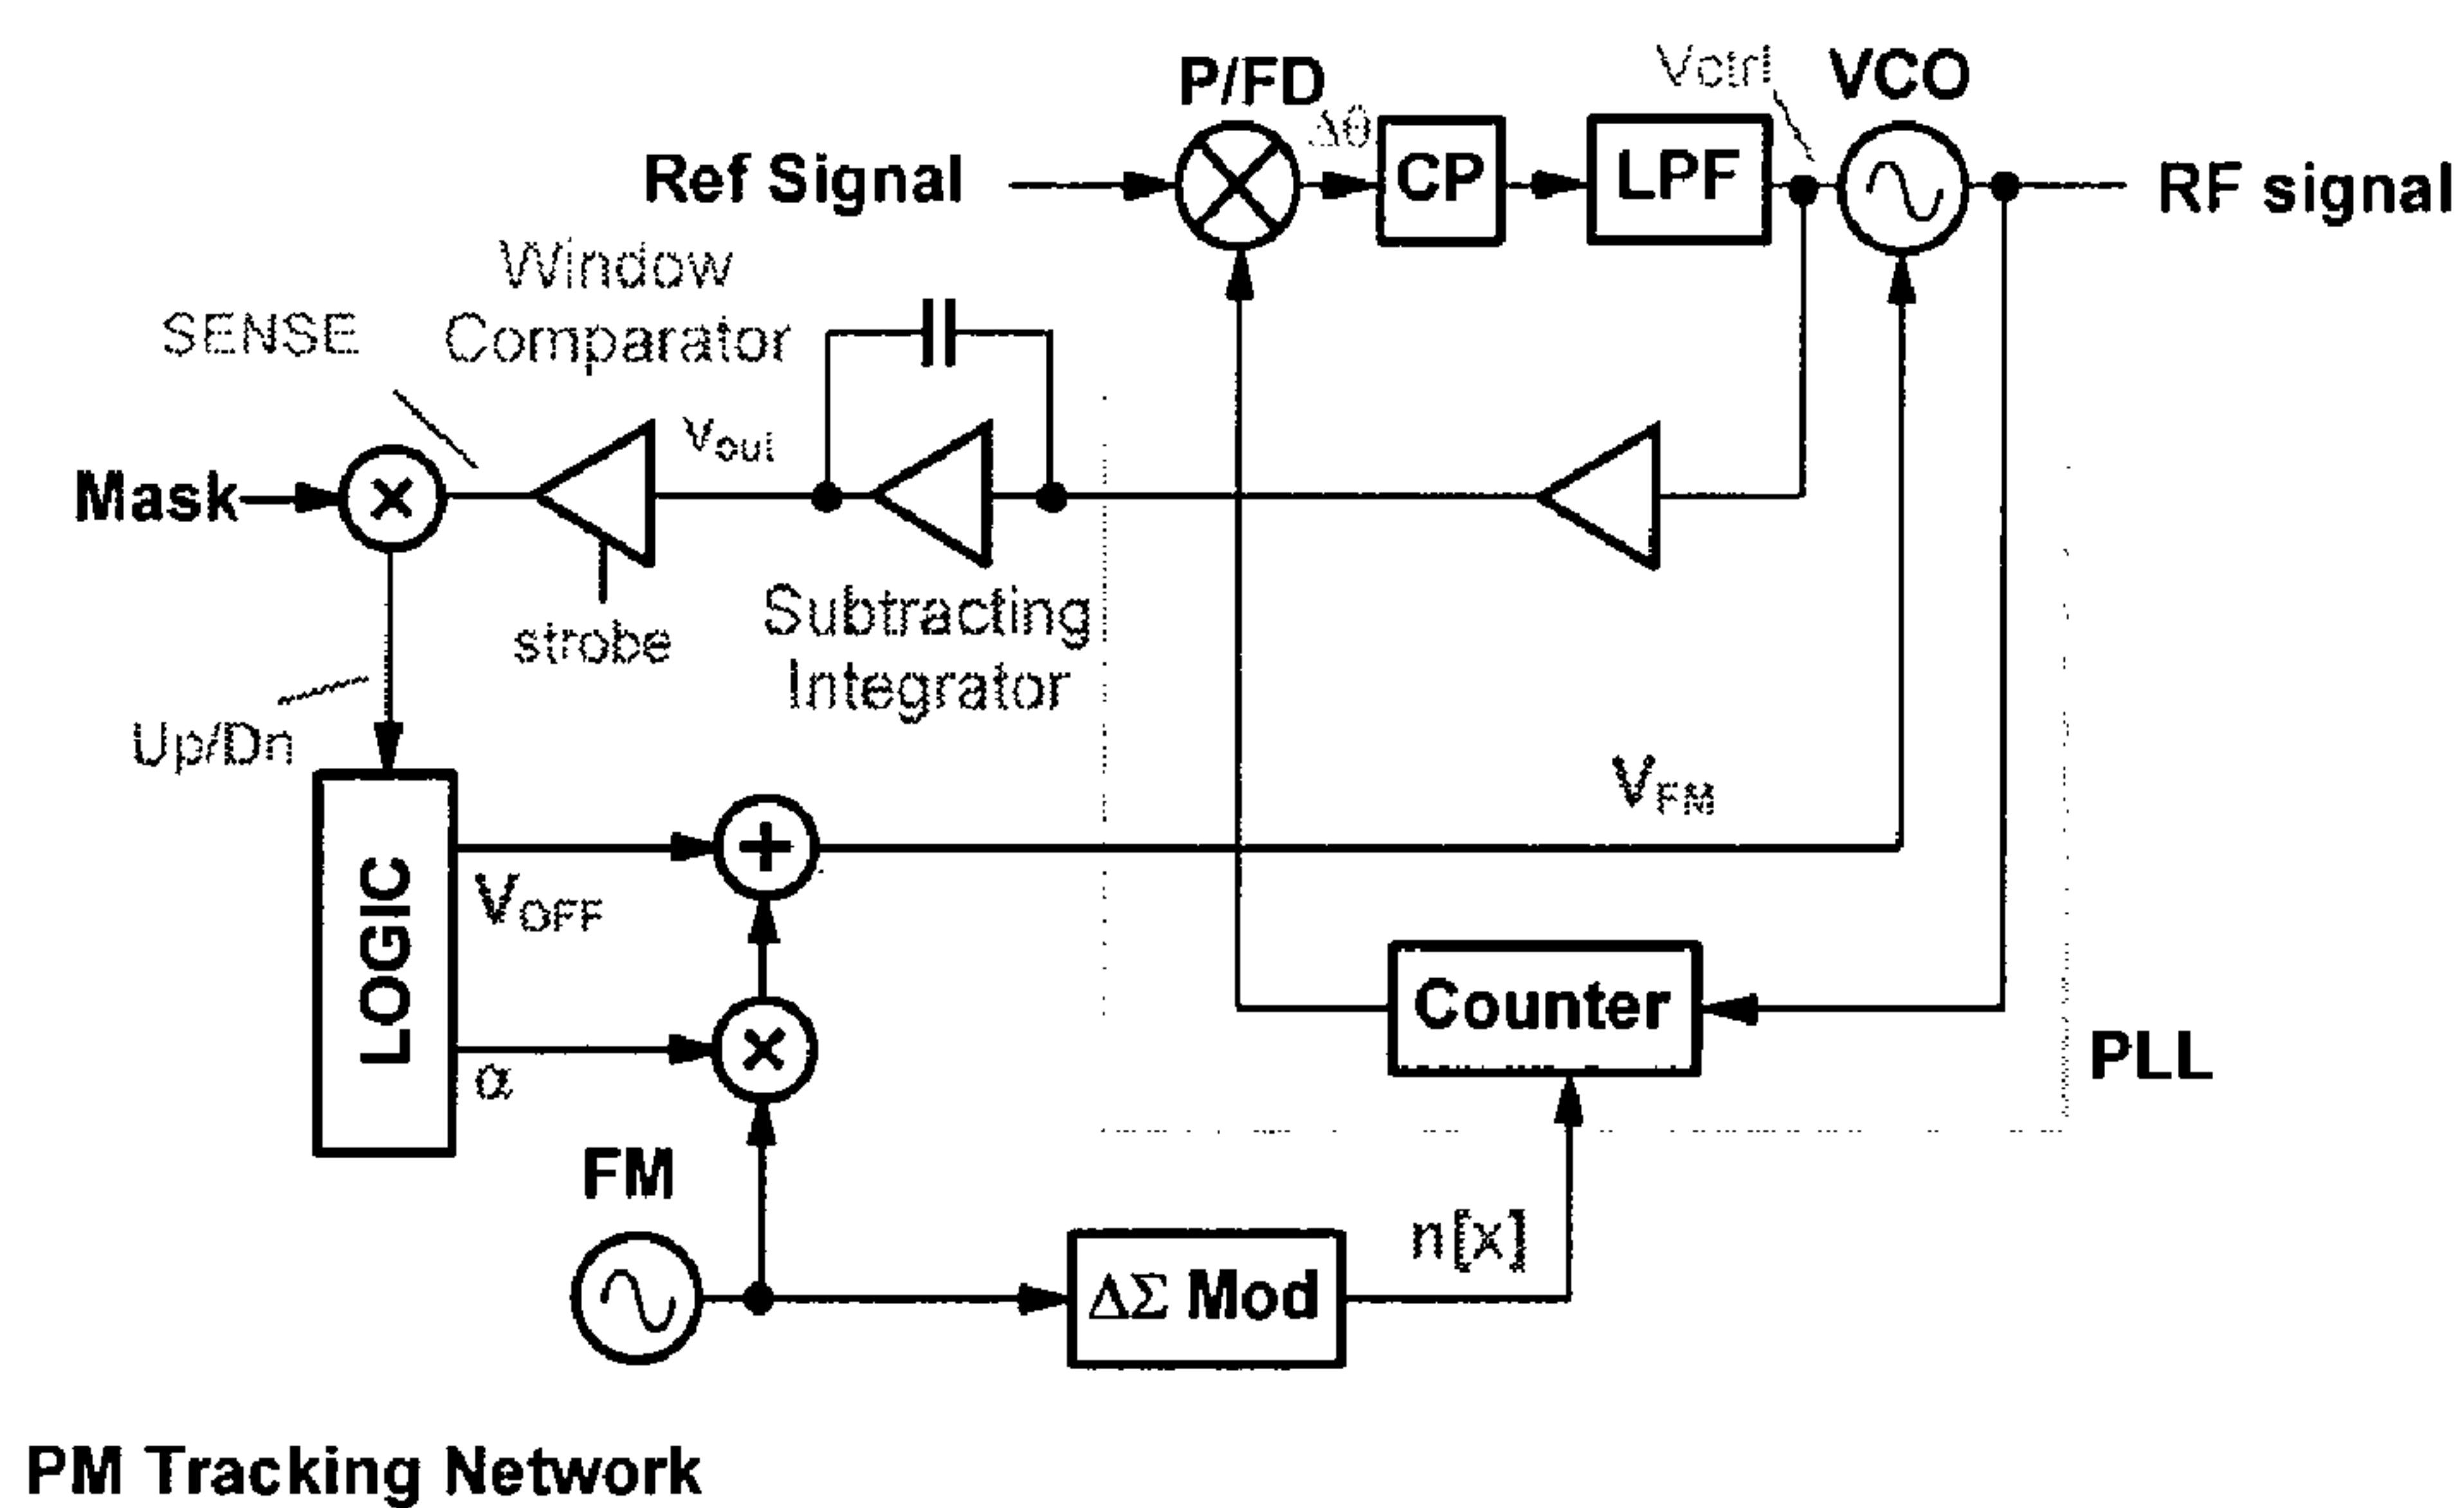 P/FD
Δθ
Vctrl
VCO
CP
LPF
Ref Signal
RF signal
Window
Comparator
SENSE
Vout
Mask
strobe
Subtracting
Integrator
Up/Dn
VFM
LOGIC
VOFF
α
Counter
PLL
FM
ΔΣ Mod
n[x]
PM Tracking Network